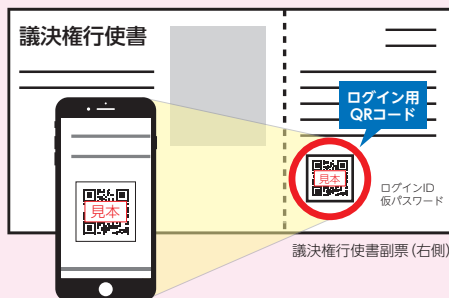 議決権行使書
ログイン用
QRコード
見本
見本
ログインID
仮パスワード
議決権行使書副票(右側)